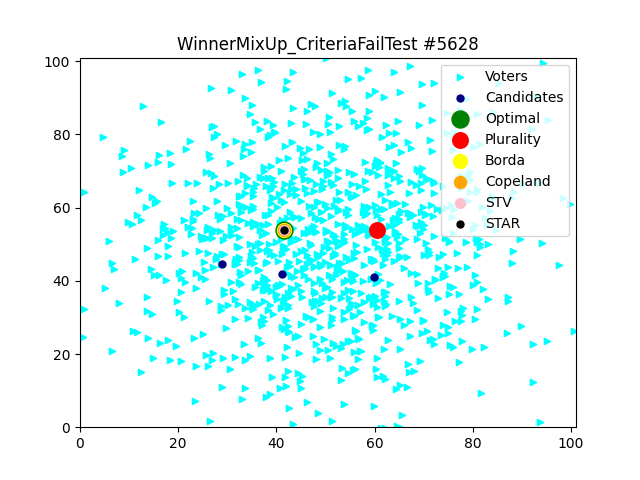 WinnerMixUp_CriteriaFailTest #5628
100
80
60
40
20
0
0
20
40
60
80
100
Voters
Candidates
Optimal
Plurality
Borda
Copeland
STV
STAR